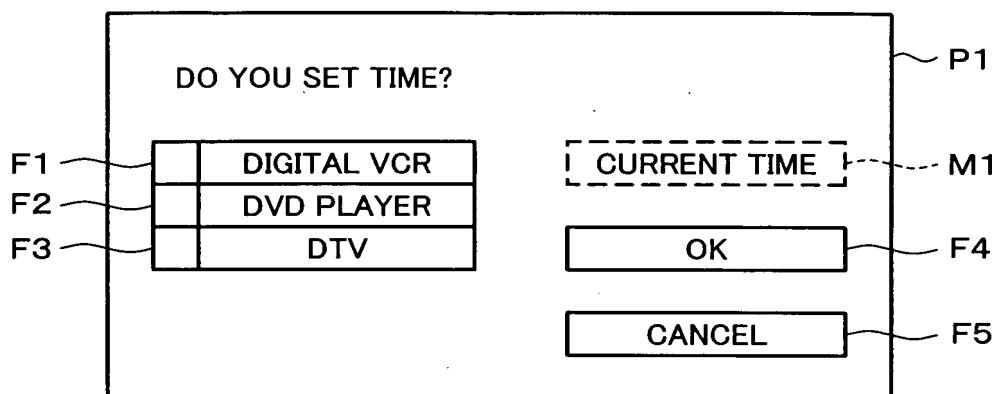 DO YOU SET TIME?
P1
F1 DIGITAL VCR CURRENT TIME M1
F2 DVD PLAYER
F3 DTV OK F4
CANCEL F5